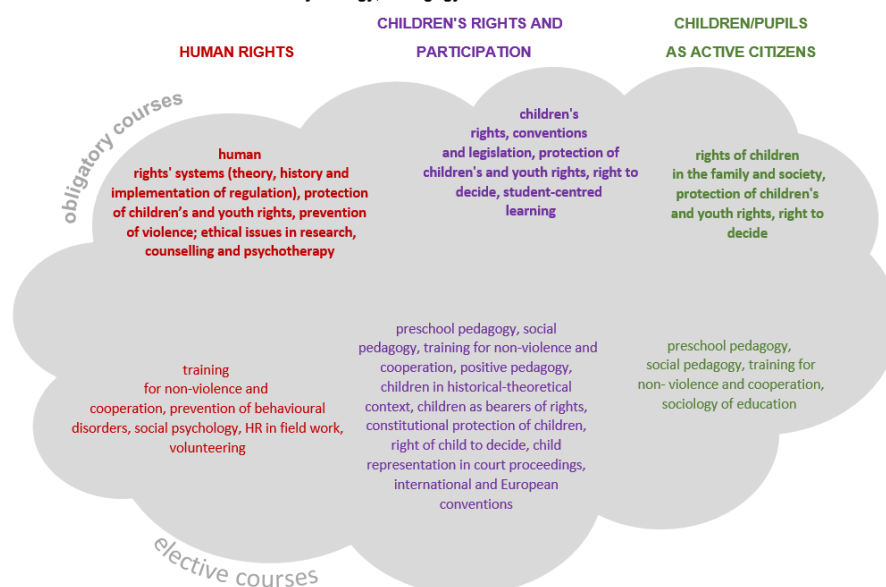 CHILDREN'S RIGHTS AND
PARTICIPATION
CHILDREN/PUPILS
AS ACTIVE CITIZENS
HUMAN RIGHTS
obligatory courses
human
rights' systems (theory, history and
implementation of regulation), protection
of children’s and youth rights, prevention
of violence; ethical issues in research,
counselling and psychotherapy
children's
rights, conventions
and legislation, protection of
children's and youth rights, right to
decide, student-centred
learning
rights of children
in the family and society,
protection of children's
and youth rights, right to
decide
training
for non-violence and
cooperation, prevention of behavioural
disorders, social psychology, HR in field work,
volunteering
preschool pedagogy, social
pedagogy, training for non-violence and
cooperation, positive pedagogy,
children in historical-theoretical
context, children as bearers of rights,
constitutional protection of children,
right of child to decide, child
representation in court proceedings,
international and European
conventions
preschool pedagogy,
social pedagogy, training for
non- violence and cooperation,
sociology of education
elective courses